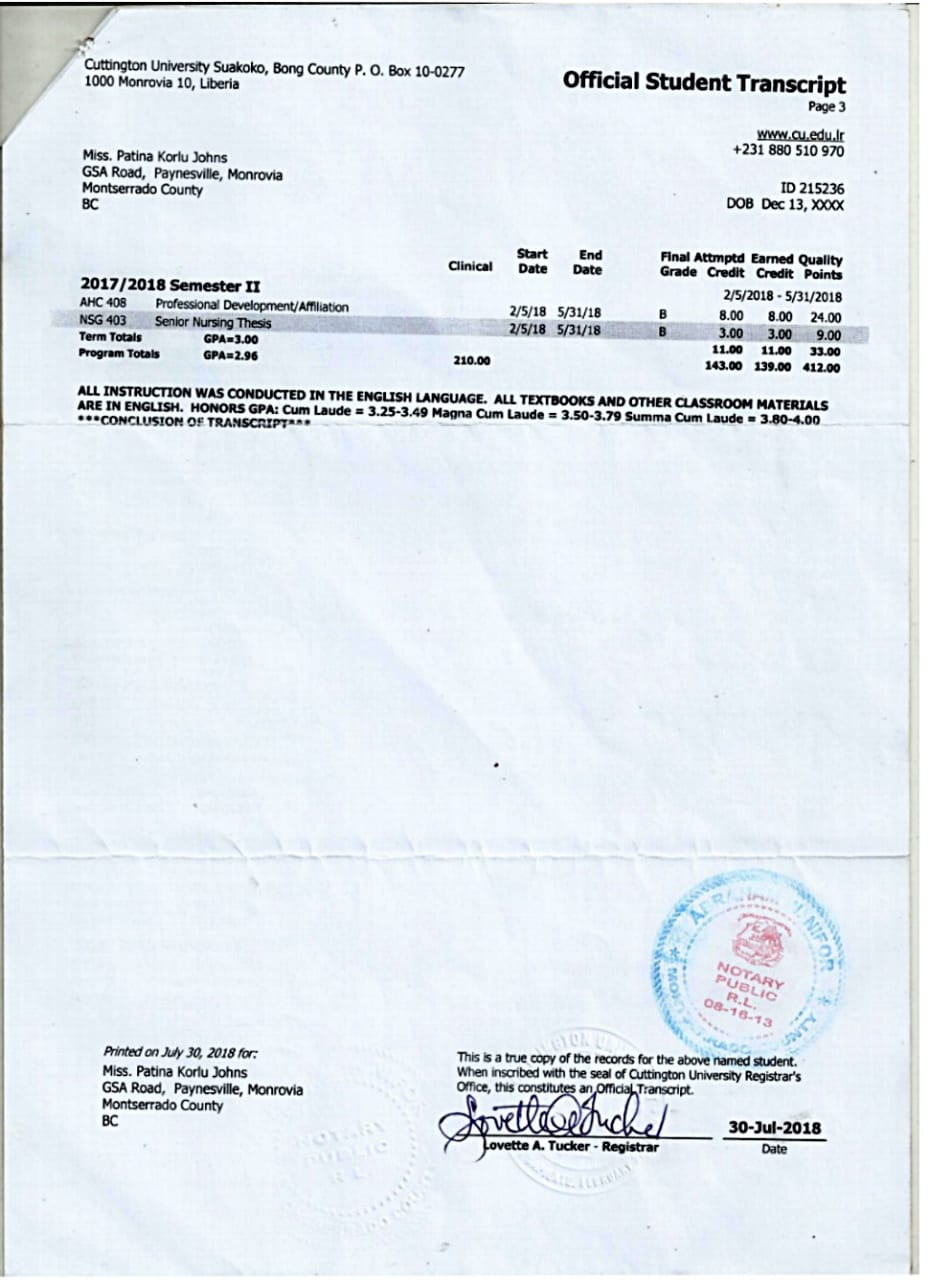 Cuttington University Suakoko, Bong County P. O. Box 10-0277
1000 Monrovia 10, Liberia
Official Student Transcript
Page 3
www.cu.edu.lr
+231 880 510 970
Miss. Patina Korlu Johns
GSA Road, Paynesville, Monrovia
Montserrado County
BC
ID 215236
DOB Dec 13, XXXX
Clinical Start Date End Date Final Grade Attmptd Credit Earned Credit Quality Points
2017/2018 Semester II 2/5/2018 - 5/31/2018
AHC 408 Professional Development/Affiliation 2/5/18 5/31/18 B 8.00 8.00 24.00
NSG 403 Senior Nursing Thesis 2/5/18 5/31/18 B 3.00 3.00 9.00
Term Totals GPA=3.00 11.00 11.00 33.00
Program Totals GPA=2.96 210.00 143.00 139.00 412.00
ALL INSTRUCTION WAS CONDUCTED IN THE ENGLISH LANGUAGE. ALL TEXTBOOKS AND OTHER CLASSROOM MATERIALS
ARE IN ENGLISH. HONORS GPA: Cum Laude = 3.25-3.49 Magna Cum Laude = 3.50-3.79 Summa Cum Laude = 3.80-4.00
***CONCLUSION OF TRANSCRIPT***
NOTARY
PUBLIC
R.L.
08-16-13
Printed on July 30, 2018 for:
Miss. Patina Korlu Johns
GSA Road, Paynesville, Monrovia
Montserrado County
BC
This is a true copy of the records for the above named student.
When inscribed with the seal of Cuttington University Registrar's
Office, this constitutes an Official Transcript.
Lovette A. Tucker - Registrar
30-Jul-2018
Date
NOTARY
PUBLIC
R L